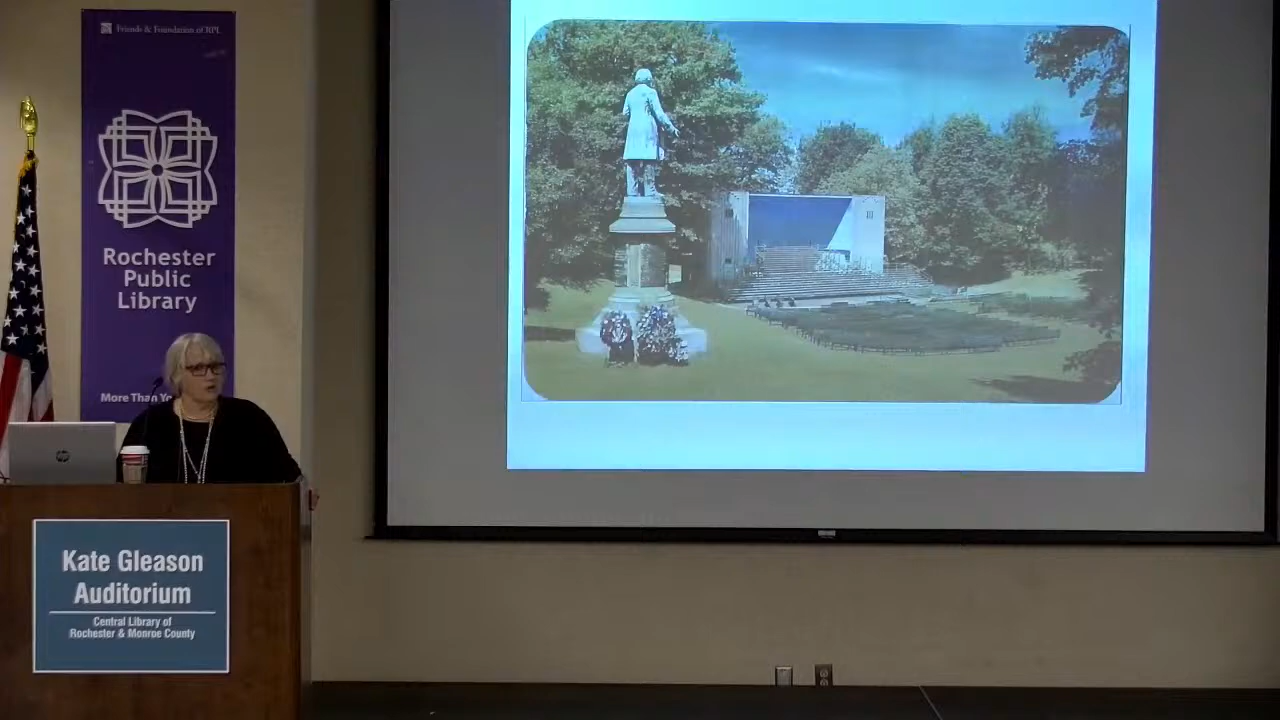 Friends & Foundation of RPL
Rochester
Public
Library
More Than Yo
hp
Kate Gleason
Auditorium
Central Library of
Rochester & Monroe County